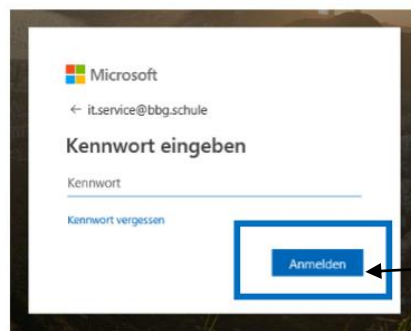 Microsoft
← it.service@bbg.schule
Kennwort eingeben
Kennwort
Kennwort vergessen
Anmelden